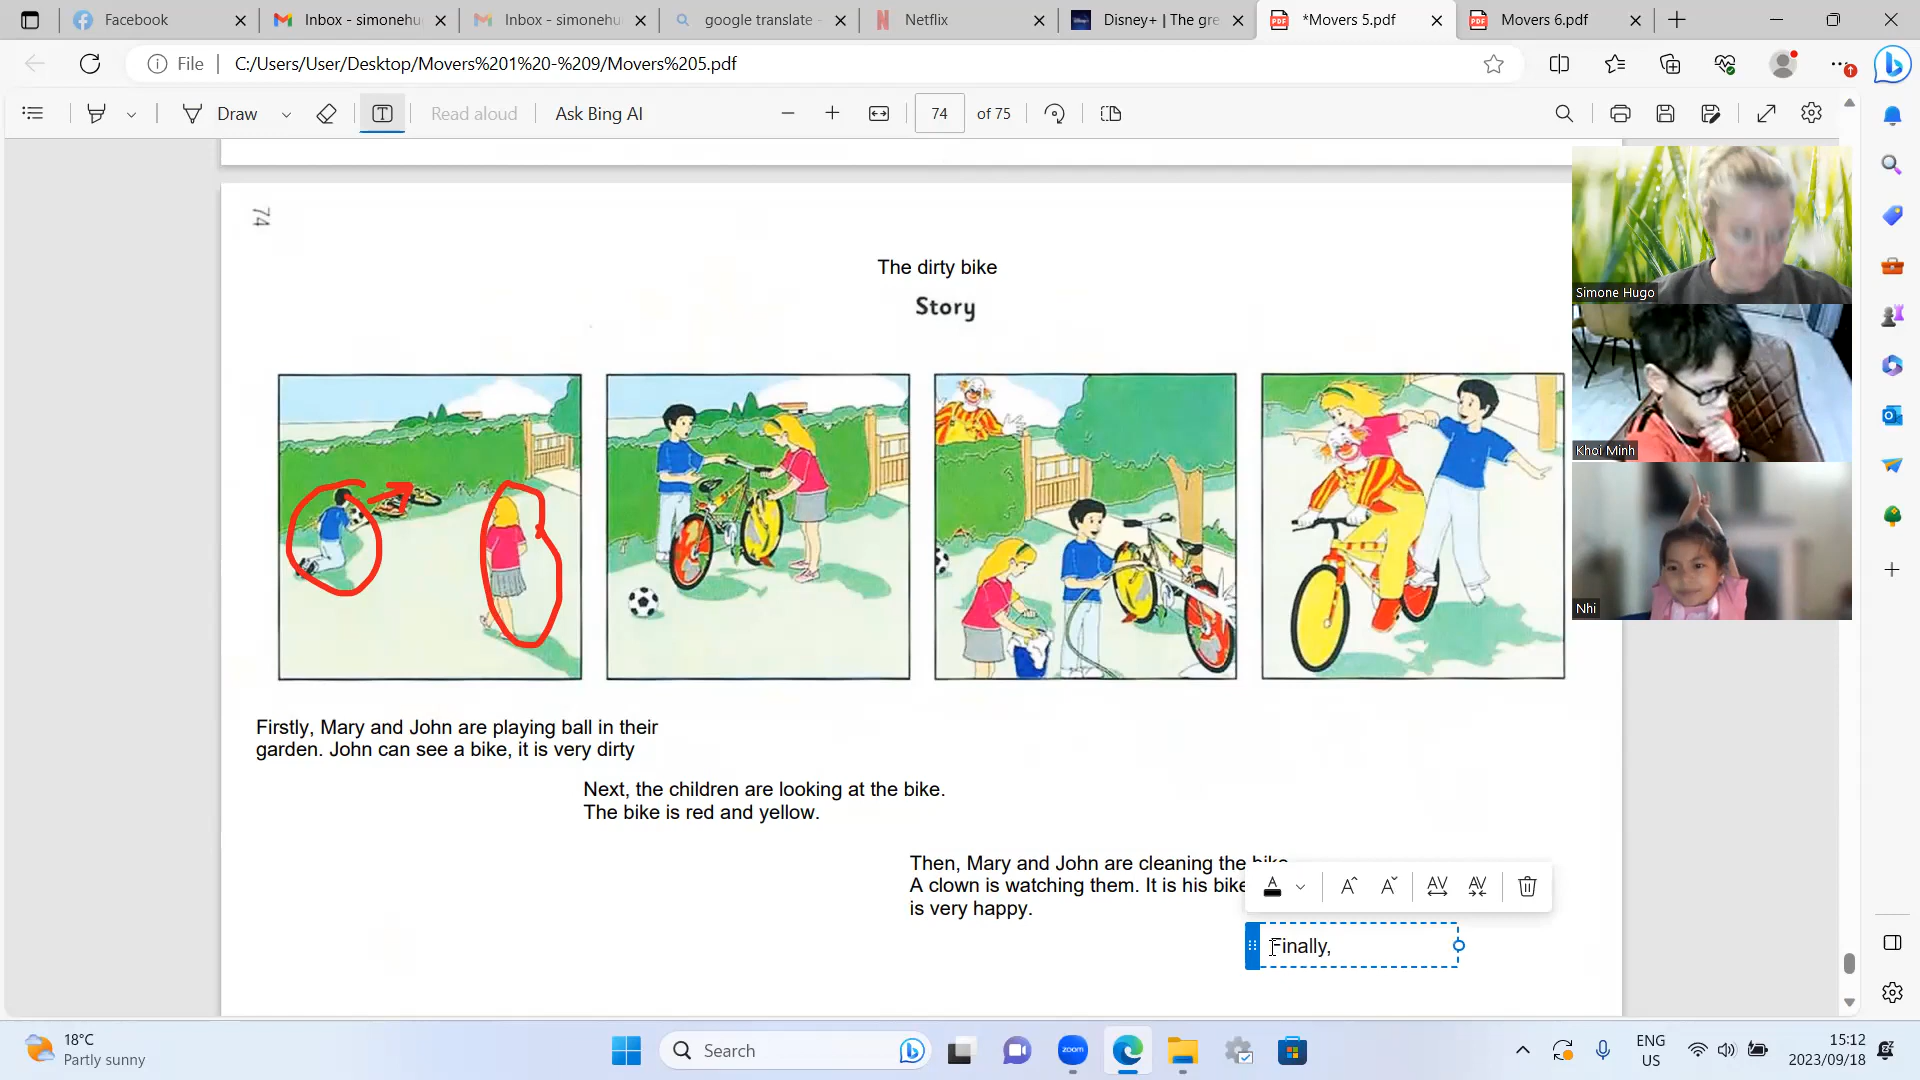 Facebook
Inbox - simonehu
Inbox - simonehu
google translate -
Netflix
Disney+ | The gre
*Movers 5.pdf
Movers 6.pdf
File
C:/Users/User/Desktop/Movers%201%20-%209/Movers%205.pdf
Draw
Read aloud
Ask Bing AI
74
of 75
74
The dirty bike
Story
Simone Hugo
Khoi Minh
Nhi
Firstly, Mary and John are playing ball in their
garden. John can see a bike, it is very dirty
Next, the children are looking at the bike.
The bike is red and yellow.
Then, Mary and John are cleaning the bike
A clown is watching them. It is his bike
is very happy.
Finally,
18°C
Partly sunny
Search
zoom
ENG
US
15:12
2023/09/18